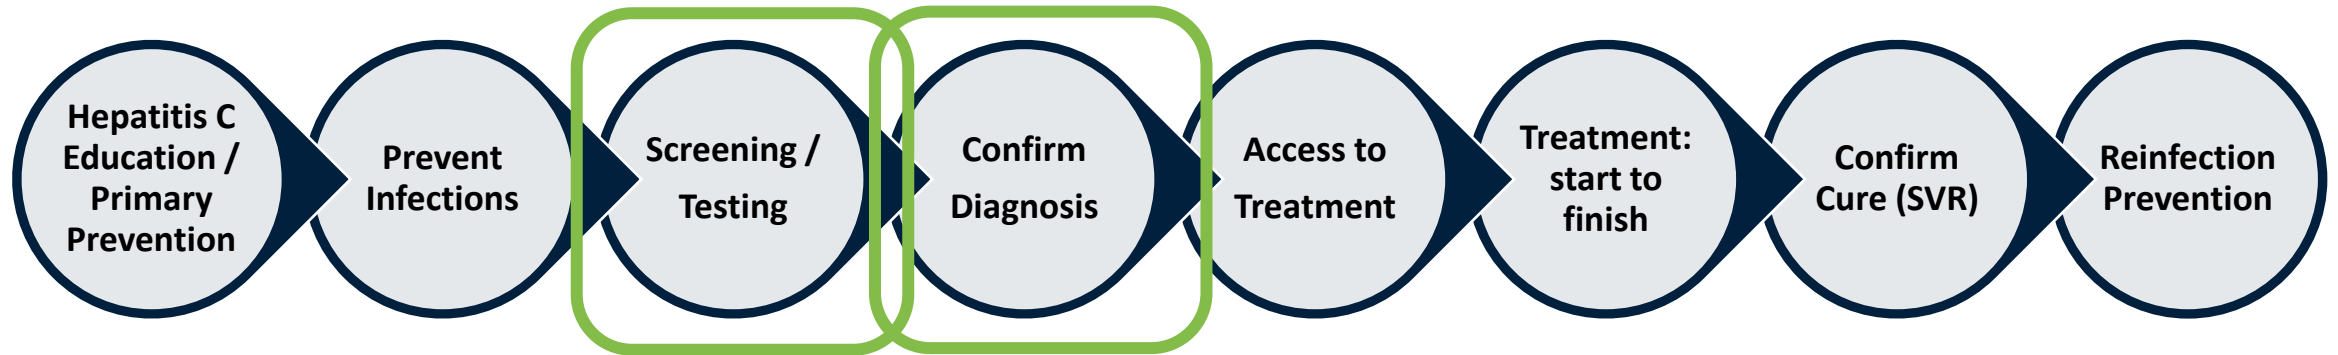 Hepatitis C
Education /
Primary
Prevention
Prevent
Infections
Screening /
Testing
Confirm
Diagnosis
Access to
Treatment
Treatment:
start to
finish
Confirm
Cure (SVR)
Reinfection
Prevention